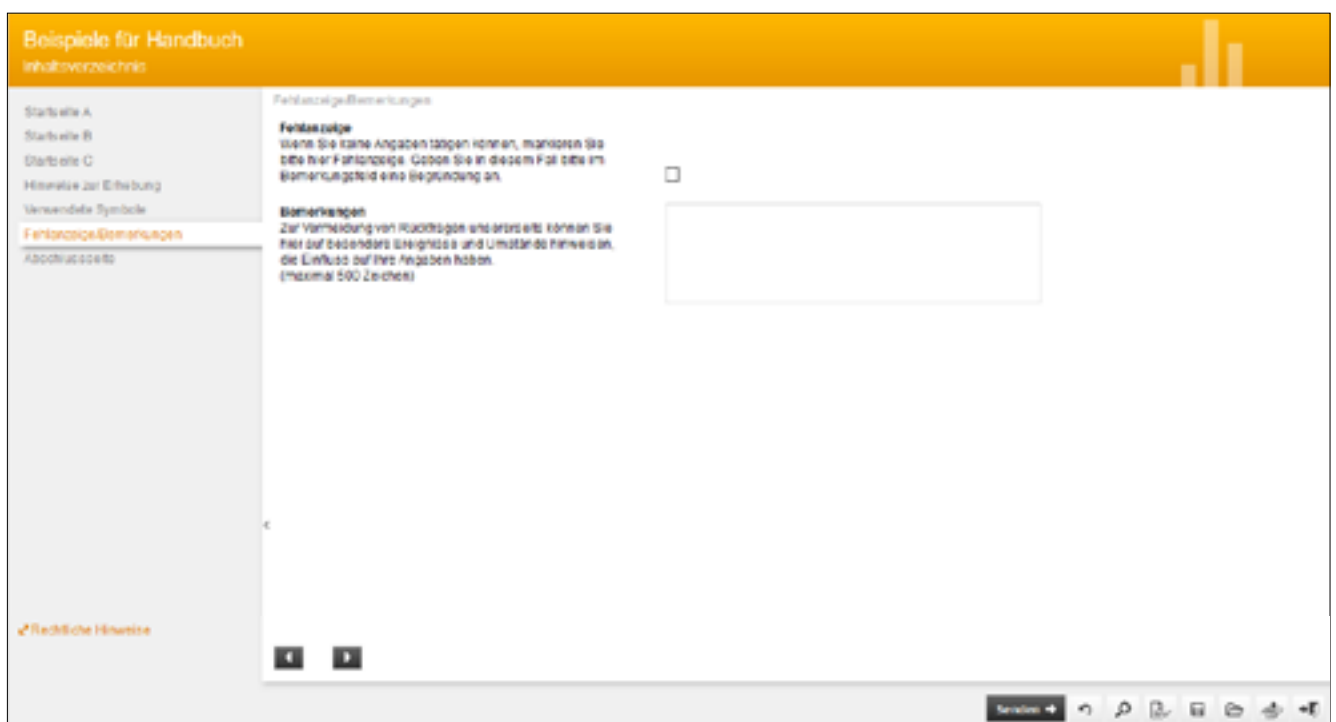 Beispiele für Handbuch
Inhaltsverzeichnis
Startseite A
Startseite B
Startseite C
Hinweise zur Erhebung
Verwendete Symbole
Fehlanzeige/Bemerkungen
Abschlussseite
Rechtliche Hinweise
Fehlanzeige/Bemerkungen
Fehlanzeige
Wenn Sie keine Angaben tätigen können, markieren Sie
bitte hier Fehlanzeige. Geben Sie in diesem Fall bitte im
Bemerkungsfeld eine Begründung an.
Bemerkungen
Zur Vermeidung von Rückfragen unsererseits können Sie
hier auf besondere Ereignisse und Umstände hinweisen,
die Einfluss auf Ihre Angaben haben.
(maximal 500 Zeichen)
Senden